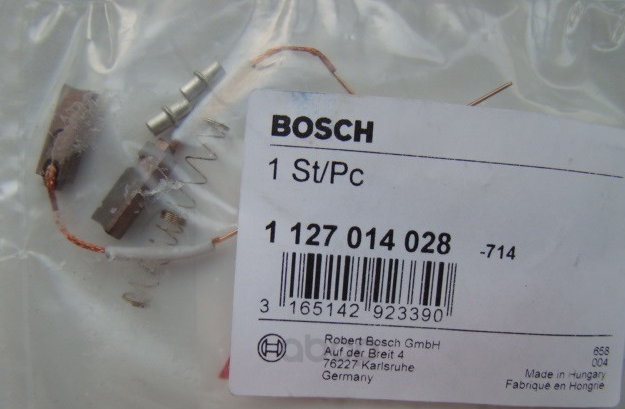 BOSCH
1 St/Pc
1 127 014 028 -714
3 165142 923390
Robert Bosch GmbH
Auf der Breit 4
76227 Karlsruhe
Germany
658
004
Made in Hungary
Fabriqué en Hongrie